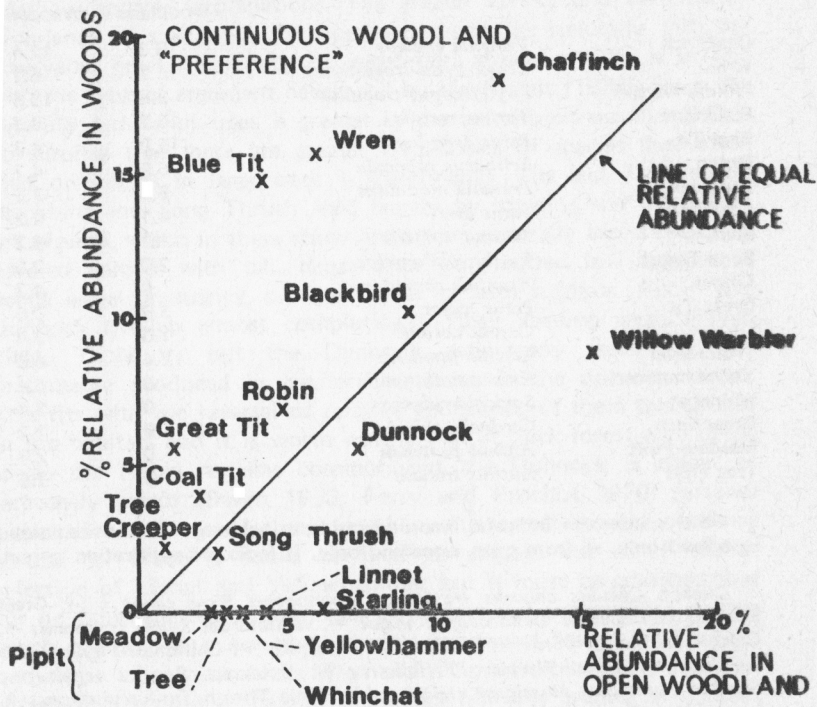 20
CONTINUOUS WOODLAND
"PREFERENCE"
Chaffinch
Wren
Blue Tit
15
LINE OF EQUAL
RELATIVE
ABUNDANCE
Blackbird
10
Willow Warbler
Robin
Great Tit
Dunnock
5
Coal Tit
Tree
Creeper
Song Thrush
Linnet
Starling
0
5
10
15
20%
Meadow
Pipit
Tree
Yellowhammer
Whinchat
RELATIVE
ABUNDANCE IN
OPEN WOODLAND
% RELATIVE ABUNDANCE IN WOODS